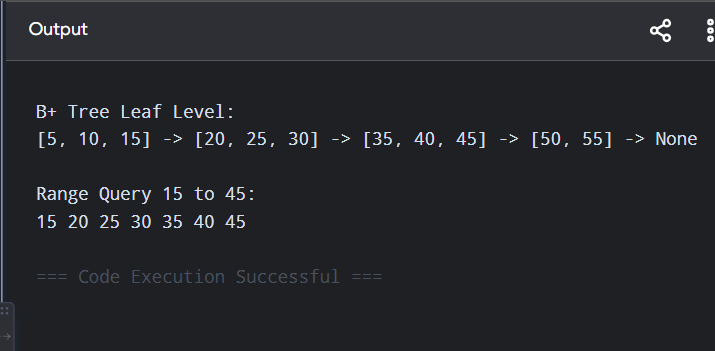 Output
B+ Tree Leaf Level:
[5, 10, 15] -> [20, 25, 30] -> [35, 40, 45] -> [50, 55] -> None
Range Query 15 to 45:
15 20 25 30 35 40 45
=== Code Execution Successful ===